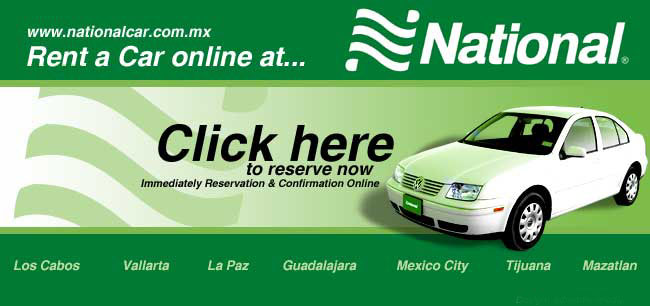 www.nationalcar.com.mx
Rent a Car online at...
National®
Click here
to reserve now
Immediately Reservation & Confirmation Online
National
Los Cabos Vallarta La Paz Guadalajara Mexico City Tijuana Mazatlan